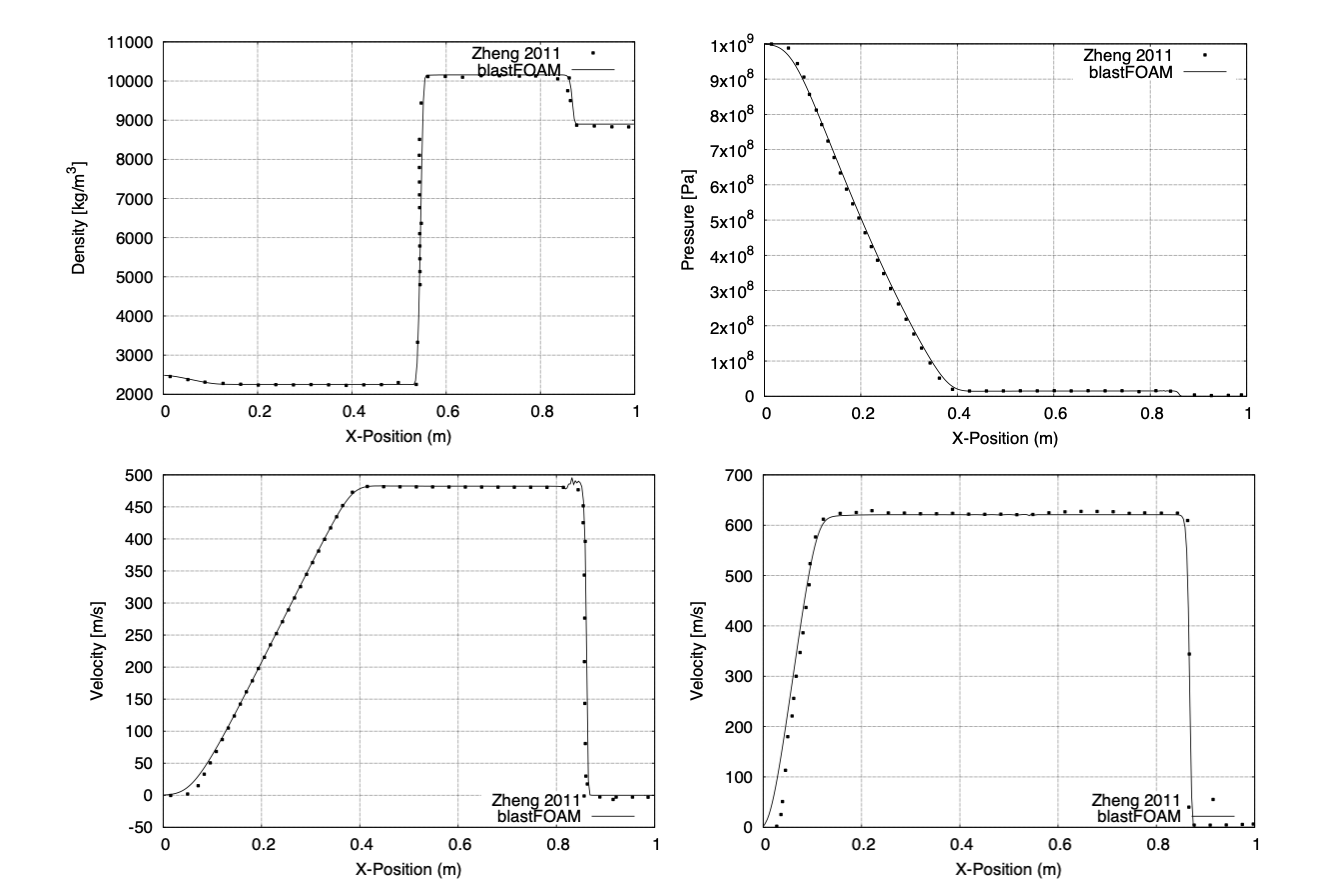 Density [kg/m³]
11000
10000
9000
8000
7000
6000
5000
4000
3000
2000
Zheng 2011
blastFOAM
0 0.2 0.4 0.6 0.8 1
X-Position (m)
Pressure [Pa]
1x10⁹
9x10⁸
8x10⁸
7x10⁸
6x10⁸
5x10⁸
4x10⁸
3x10⁸
2x10⁸
1x10⁸
0
Zheng 2011
blastFOAM
0 0.2 0.4 0.6 0.8 1
X-Position (m)
Velocity [m/s]
500
450
400
350
300
250
200
150
100
50
0
-50
Zheng 2011
blastFOAM
0 0.2 0.4 0.6 0.8 1
X-Position (m)
Velocity [m/s]
700
600
500
400
300
200
100
0
Zheng 2011
blastFOAM
0 0.2 0.4 0.6 0.8 1
X-Position (m)